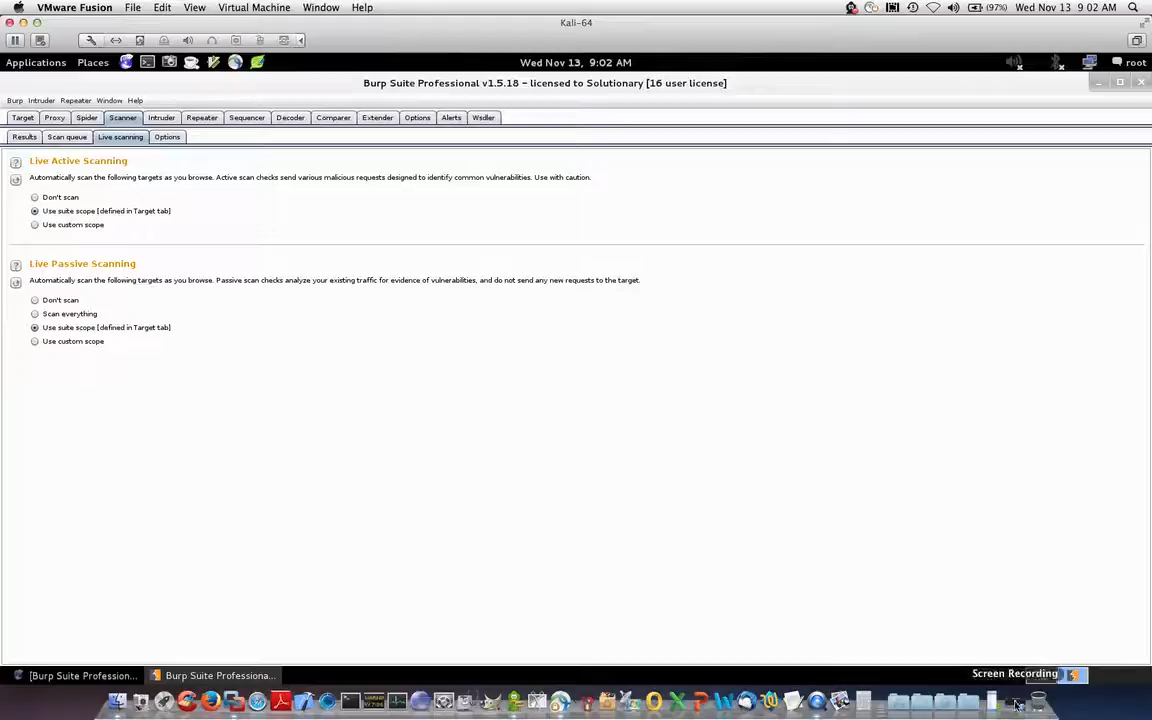 VMware Fusion File Edit View Virtual Machine Window Help (97%) Wed Nov 13 9:02 AM
Kali-64
Applications Places Wed Nov 13, 9:02 AM root
Burp Suite Professional v1.5.18 - licensed to Solutionary [16 user license]
Burp Intruder Repeater Window Help
Target Proxy Spider Scanner Intruder Repeater Sequencer Decoder Comparer Extender Options Alerts Wsdler
Results Scan queue Live scanning Options
? Live Active Scanning
Automatically scan the following targets as you browse. Active scan checks send various malicious requests designed to identify common vulnerabilities. Use with caution.
Don't scan
Use suite scope [defined in Target tab]
Use custom scope
? Live Passive Scanning
Automatically scan the following targets as you browse. Passive scan checks analyze your existing traffic for evidence of vulnerabilities, and do not send any new requests to the target.
Don't scan
Scan everything
Use suite scope [defined in Target tab]
Use custom scope
[Burp Suite Profession... Burp Suite Professiona... Screen Recording